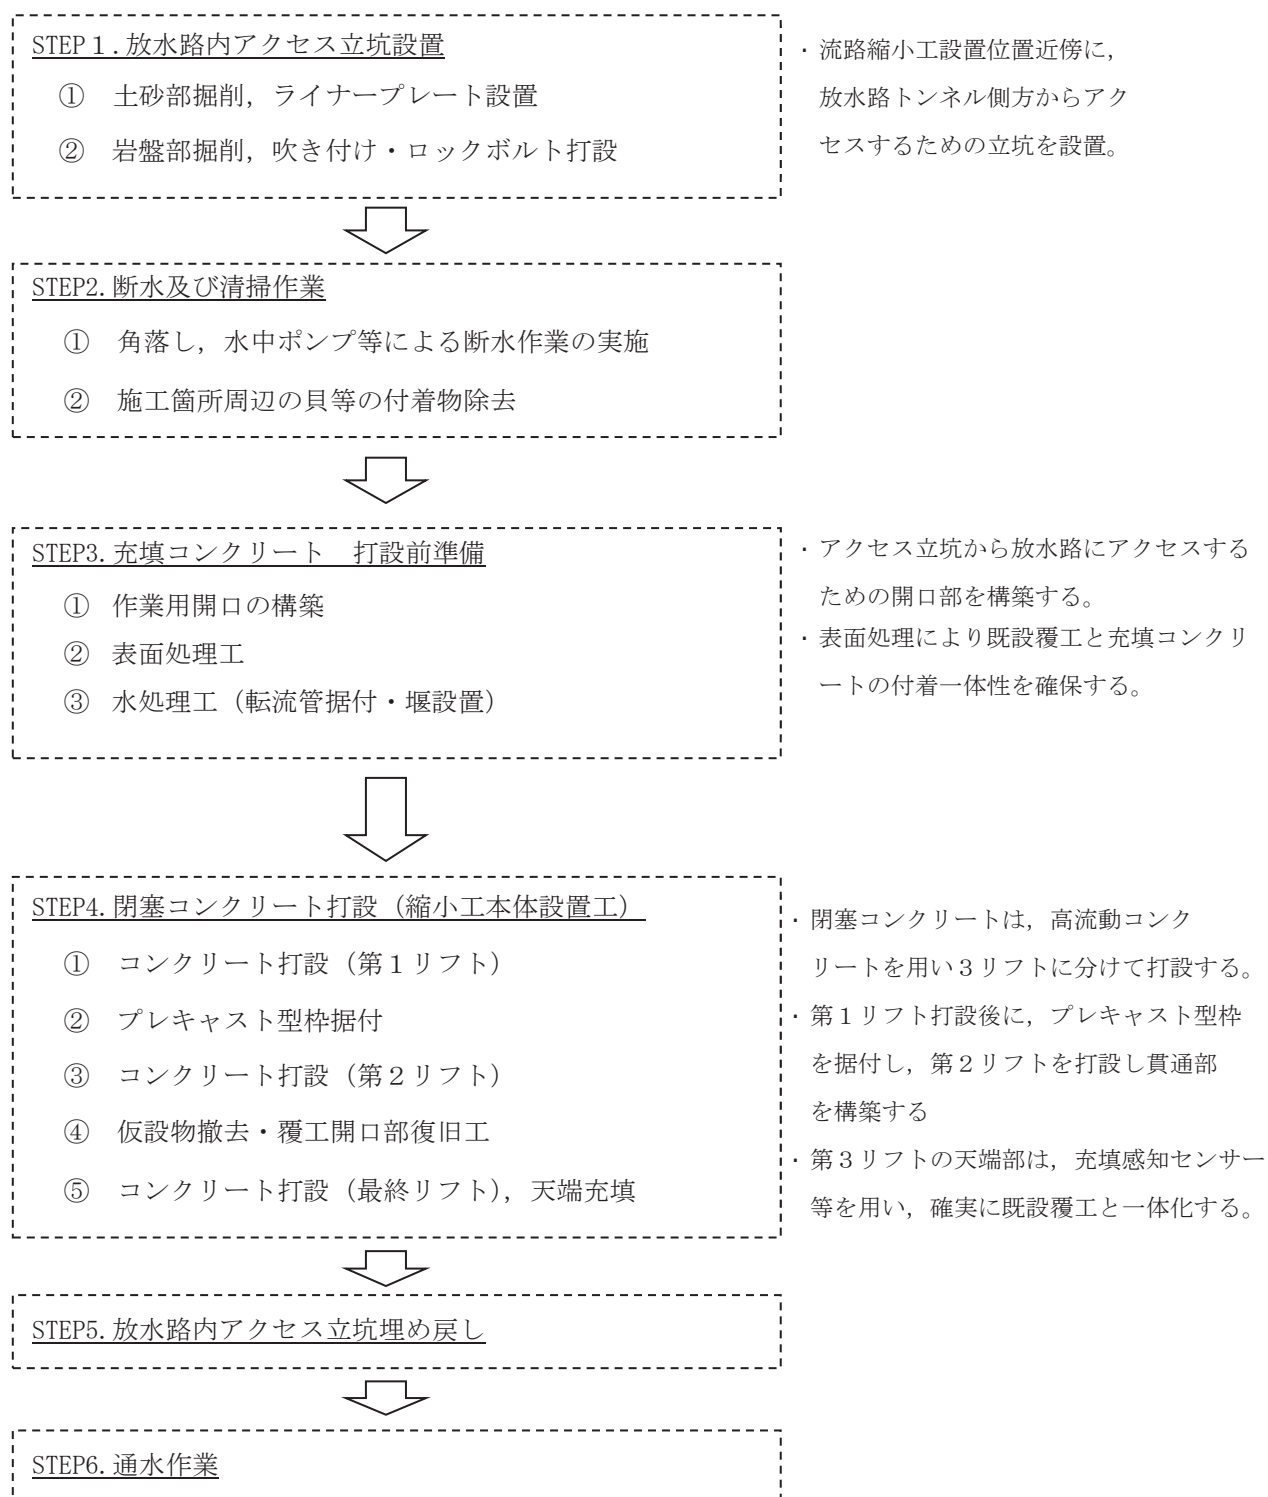 STEP１.放水路内アクセス立坑設置
① 土砂部掘削，ライナープレート設置
② 岩盤部掘削，吹き付け・ロックボルト打設
・流路縮小工設置位置近傍に，
放水路トンネル側方からアク
セスするための立坑を設置。
STEP2.断水及び清掃作業
① 角落し，水中ポンプ等による断水作業の実施
② 施工箇所周辺の貝等の付着物除去
STEP3.充填コンクリート　打設前準備
① 作業用開口の構築
② 表面処理工
③ 水処理工（転流管据付・堰設置）
・アクセス立坑から放水路にアクセスする
ための開口部を構築する。
・表面処理により既設覆工と充填コンクリ
ートの付着一体性を確保する。
STEP4.閉塞コンクリート打設（縮小工本体設置工）
① コンクリート打設（第１リフト）
② プレキャスト型枠据付
③ コンクリート打設（第２リフト）
④ 仮設物撤去・覆工開口部復旧工
⑤ コンクリート打設（最終リフト），天端充填
・閉塞コンクリートは，高流動コンク
リートを用い３リフトに分けて打設する。
・第１リフト打設後に，プレキャスト型枠
を据付し，第２リフトを打設し貫通部
を構築する
・第３リフトの天端部は，充填感知センサー
等を用い，確実に既設覆工と一体化する。
STEP5.放水路内アクセス立坑埋め戻し
STEP6.通水作業